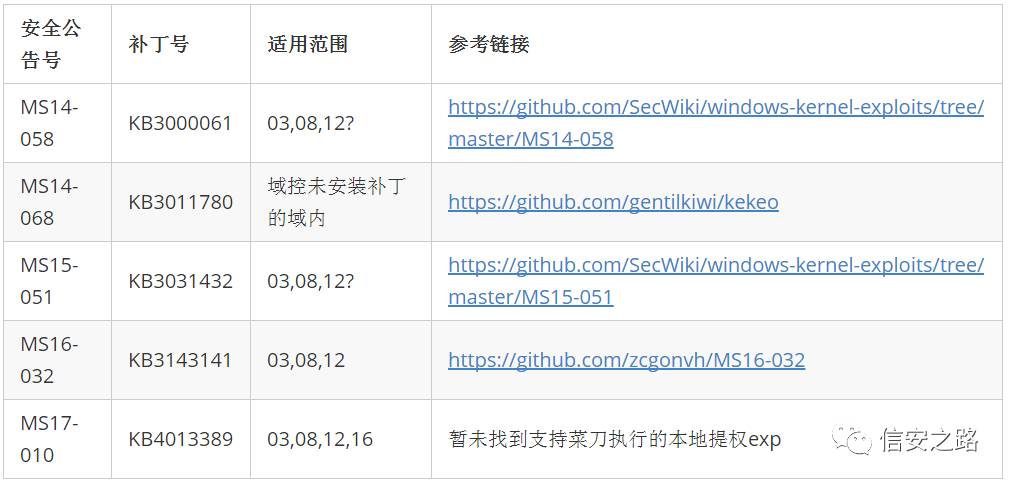 安全公
告号
补丁号
适用范围
参考链接
MS14-
058
KB3000061
03,08,12?
https://github.com/SecWiki/windows-kernel-exploits/tree/
master/MS14-058
MS14-
068
KB3011780
域控未安装补丁
的域内
https://github.com/gentilkiwi/kekeo
MS15-
051
KB3031432
03,08,12?
https://github.com/SecWiki/windows-kernel-exploits/tree/
master/MS15-051
MS16-
032
KB3143141
03,08,12
https://github.com/zcgonvh/MS16-032
MS17-
010
KB4013389
03,08,12,16
暂未找到支持菜刀执行的本地提权exp
信安之路